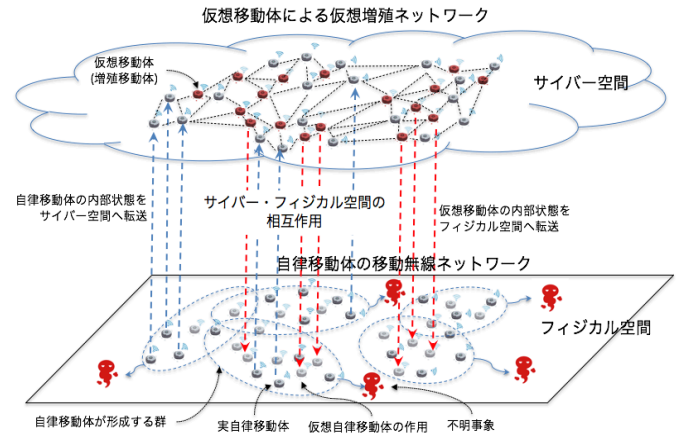 仮想移動体による仮想増殖ネットワーク
仮想移動体
(増殖移動体)
サイバー空間
自律移動体の内部状態を
サイバー空間へ転送
サイバー・フィジカル空間の
相互作用
仮想移動体の内部状態を
フィジカル空間へ転送
自律移動体の移動無線ネットワーク
フィジカル空間
自律移動体が形成する群
実自律移動体
仮想自律移動体の作用
不明事象